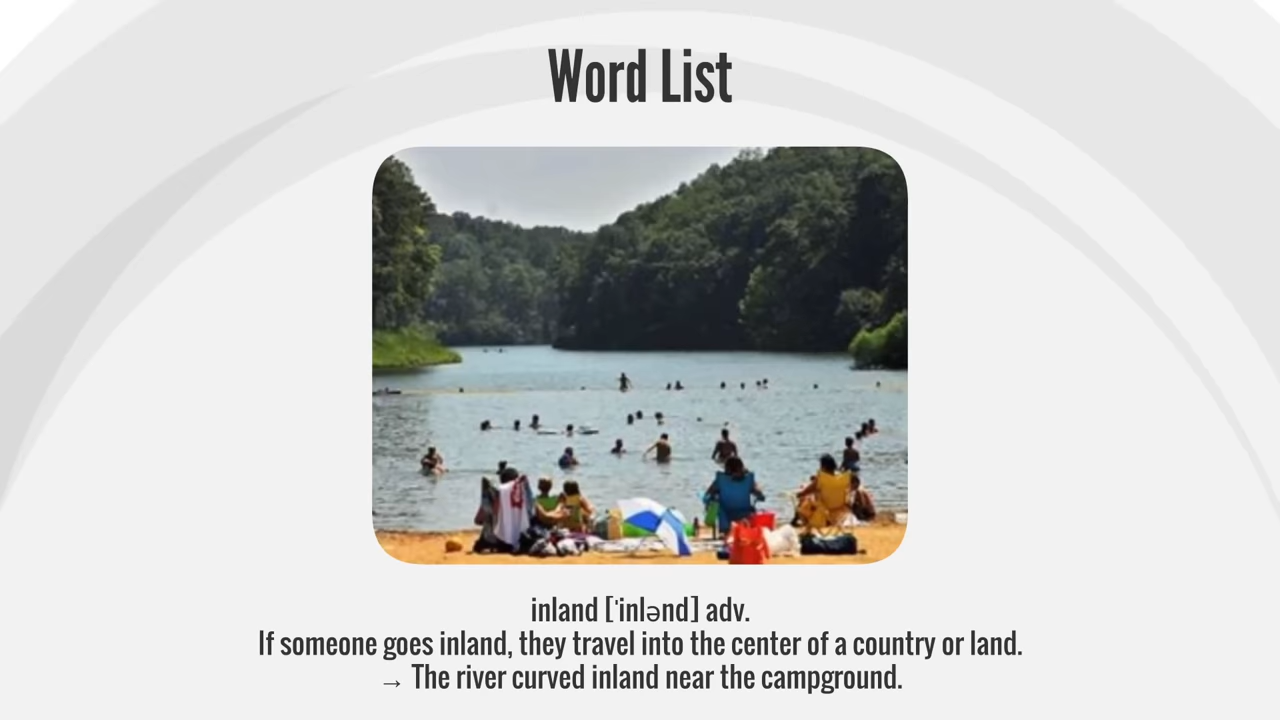 Word List
inland [ˈinlənd] adv.
If someone goes inland, they travel into the center of a country or land.
→ The river curved inland near the campground.